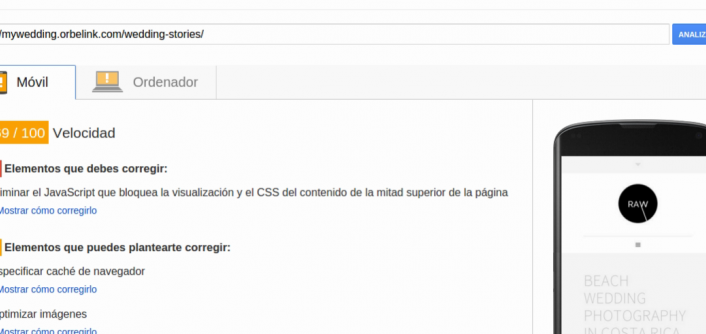 /mywedding.orbelink.com/wedding-stories/
ANALIZ
Móvil
Ordenador
69 / 100 Velocidad
Elementos que debes corregir:
iminar el JavaScript que bloquea la visualización y el CSS del contenido de la mitad superior de la página
Mostrar cómo corregirlo
Elementos que puedes plantearte corregir:
specificar caché de navegador
Mostrar cómo corregirlo
ptimizar imágenes
Mostrar cómo corregirlo
RAW
BEACH
WEDDING
PHOTOGRAPHY
IN COSTA RICA